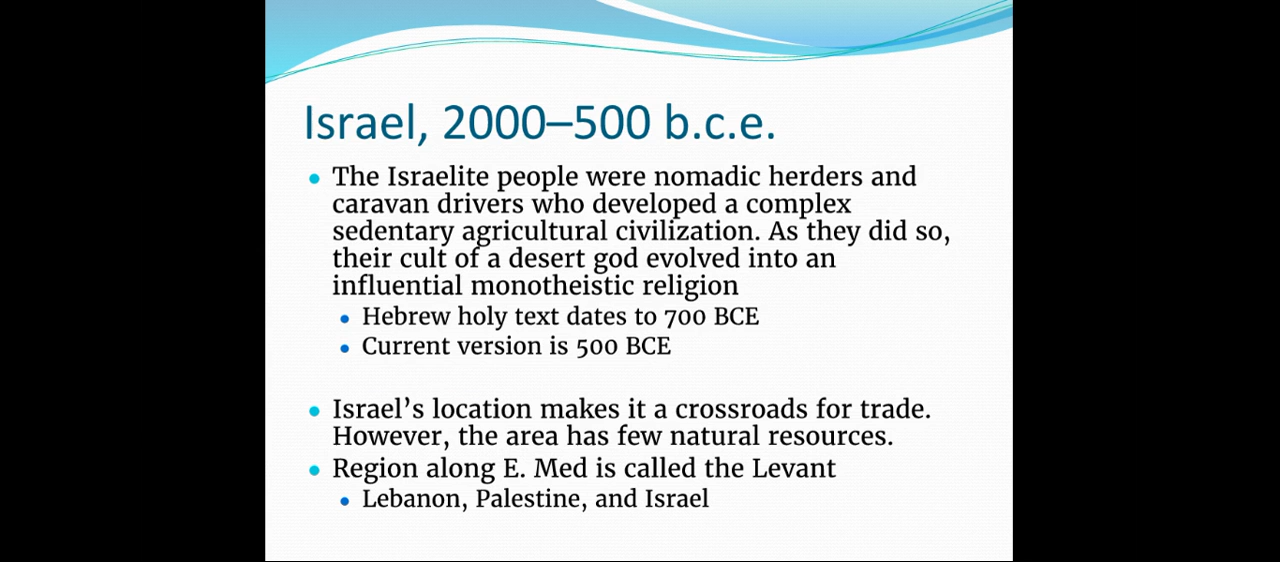 Israel, 2000–500 b.c.e.
• The Israelite people were nomadic herders and
caravan drivers who developed a complex
sedentary agricultural civilization. As they did so,
their cult of a desert god evolved into an
influential monotheistic religion
• Hebrew holy text dates to 700 BCE
• Current version is 500 BCE
• Israel’s location makes it a crossroads for trade.
However, the area has few natural resources.
• Region along E. Med is called the Levant
• Lebanon, Palestine, and Israel